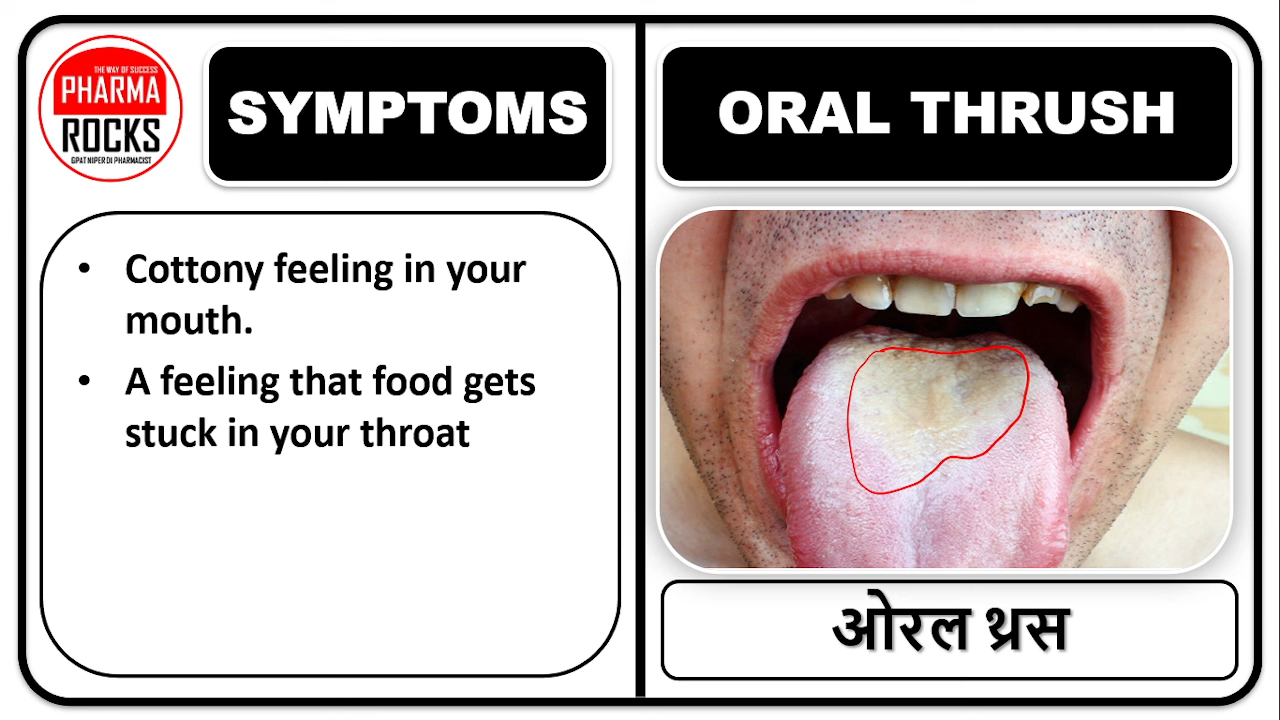 THE WAY OF SUCCESS
PHARMA
ROCKS
GPAT NIPER DI PHARMACIST
SYMPTOMS
• Cottony feeling in your
mouth.
• A feeling that food gets
stuck in your throat
ORAL THRUSH
ओरल थ्रस